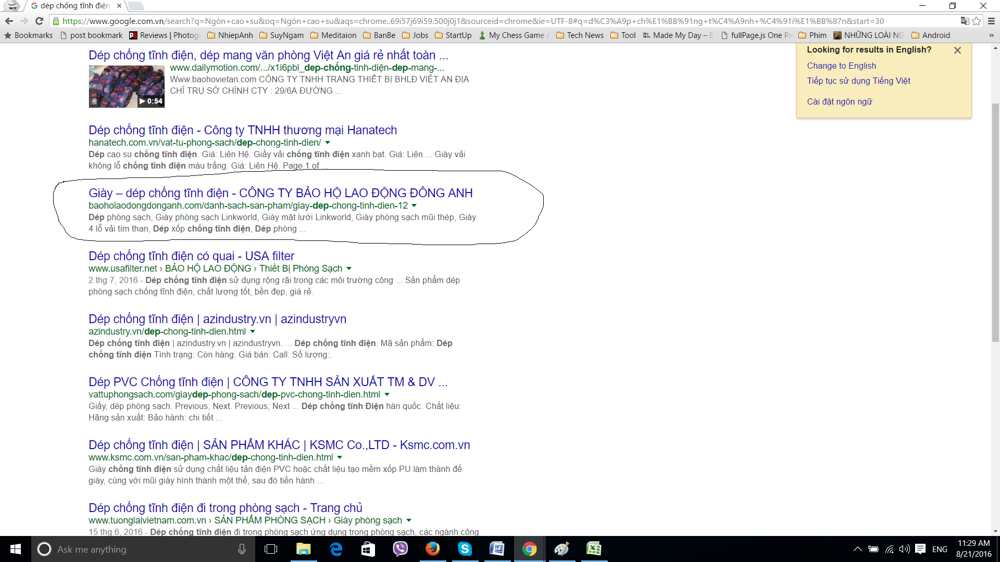 dép chống tĩnh điện
https://www.google.com.vn/search?q=Ngón+cao+su&oq=Ngón+cao+su&aqs=chrome..69i57j69i59.500j0j1&sourceid=chrome&ie=UTF-8#q=d%C3%A9p+ch%E1%BB%91ng+t%C4%A9nh+%C4%91i%E1%BB%87n&start=30
Bookmarks post bookmark Reviews | Photog NhiepAnh SuyNgam Meditaion BanBe Jobs StartUp My Chess Game Tech News Tool Made My Day – fullPage.js One NHỮNG LOÀI Phim Android »
Looking for results in English?
Change to English
Tiếp tục sử dụng Tiếng Việt
Cài đặt ngôn ngữ
Dép chống tĩnh điện, dép mang văn phòng Việt An giá rẻ nhất toàn ...
www.dailymotion.com/.../x1i6pbl_dep-chống-tinh-diện-dep-mang-...
Www.baohovietan.com CÔNG TY TNHH TRANG THIẾT BỊ BHLĐ VIỆT AN ĐỊA
CHỈ TRỤ SỞ CHÍNH CTY : 29/6A ĐƯỜNG ...
0:54
Dép chống tĩnh điện - Công ty TNHH thương mại Hanatech
hanatech.com.vn/vat-tu-phong-sach/dep-chong-tinh-dien/
Dép cao su chống tĩnh điện. Giá: Liên Hệ. Giầy vải chống tĩnh điện xanh bạt. Giá: Liên ... Giày vải
không lỗ chống tĩnh điện màu trắng. Giá: Liên Hệ. Page 1 of ...
Giày – dép chống tĩnh điện - CÔNG TY BẢO HỘ LAO ĐỘNG ĐÔNG ANH
baoholaodongdonganh.com/danh-sach-san-pham/giay-dep-chong-tinh-dien-12
Dép phòng sạch, Giày phòng sạch Linkworld, Giày mặt lưới Linkworld, Giày phòng sạch mũi thép, Giày
4 lỗ vải tím than, Dép xốp chống tĩnh điện, Dép phòng ...
Dép chống tĩnh điện có quai - USA filter
www.usafilter.net › BẢO HỘ LAO ĐỘNG › Thiết Bị Phòng Sạch
2 thg 7, 2016 - Dép chống tĩnh điện sử dụng rộng rãi trong các môi trường công ... Sản phẩm dép
phòng sạch chống tĩnh điện, chất lượng tốt, bền đẹp, giá rẻ.
Dép chống tĩnh điện | azindustry.vn | azindustryvn
azindustry.vn/dep-chong-tinh-dien.html
Dép chống tĩnh điện | azindustry.vn | azindustryvn. ... Dép chống tĩnh điện. Mã sản phẩm: Dép
chống tĩnh điện Tình trạng: Còn hàng. Giá bán: Call. Số lượng:.
Dép PVC Chống tĩnh điện | CÔNG TY TNHH SẢN XUẤT TM & DV ...
vattuphongsach.com/giaydep-phong-sach/dep-pvc-chong-tinh-dien.html
Giầy, dép phòng sạch. Previous; Next. Previous; Next ... Dép chống tĩnh Điện hàn quốc. Chất liệu:
Hãng sản xuất: Bảo hành: chi tiết ...
Dép chống tĩnh điện | SẢN PHẨM KHÁC | KSMC Co.,LTD - Ksmc.com.vn
www.ksmc.com.vn/san-pham-khac/dep-chong-tinh-dien.html
Giày chống tĩnh điện sử dụng chất liệu tản điện PVC hoặc chất liệu tạo mềm xốp PU làm thành đế
giày, cùng với mũi giày hình thành một thể, sau đó tiến hành ...
Dép chống tĩnh điện đi trong phòng sạch - Trang chủ
www.tuonglaivietnam.com.vn › SẢN PHẨM PHÒNG SẠCH › Giày phòng sạch
15 thg 6, 2016 - Dép chống tĩnh điện đi trong phòng sạch ứng dụng trong phòng sạch, các ngành công
Ask me anything
ENG
11:29 AM
8/21/2016